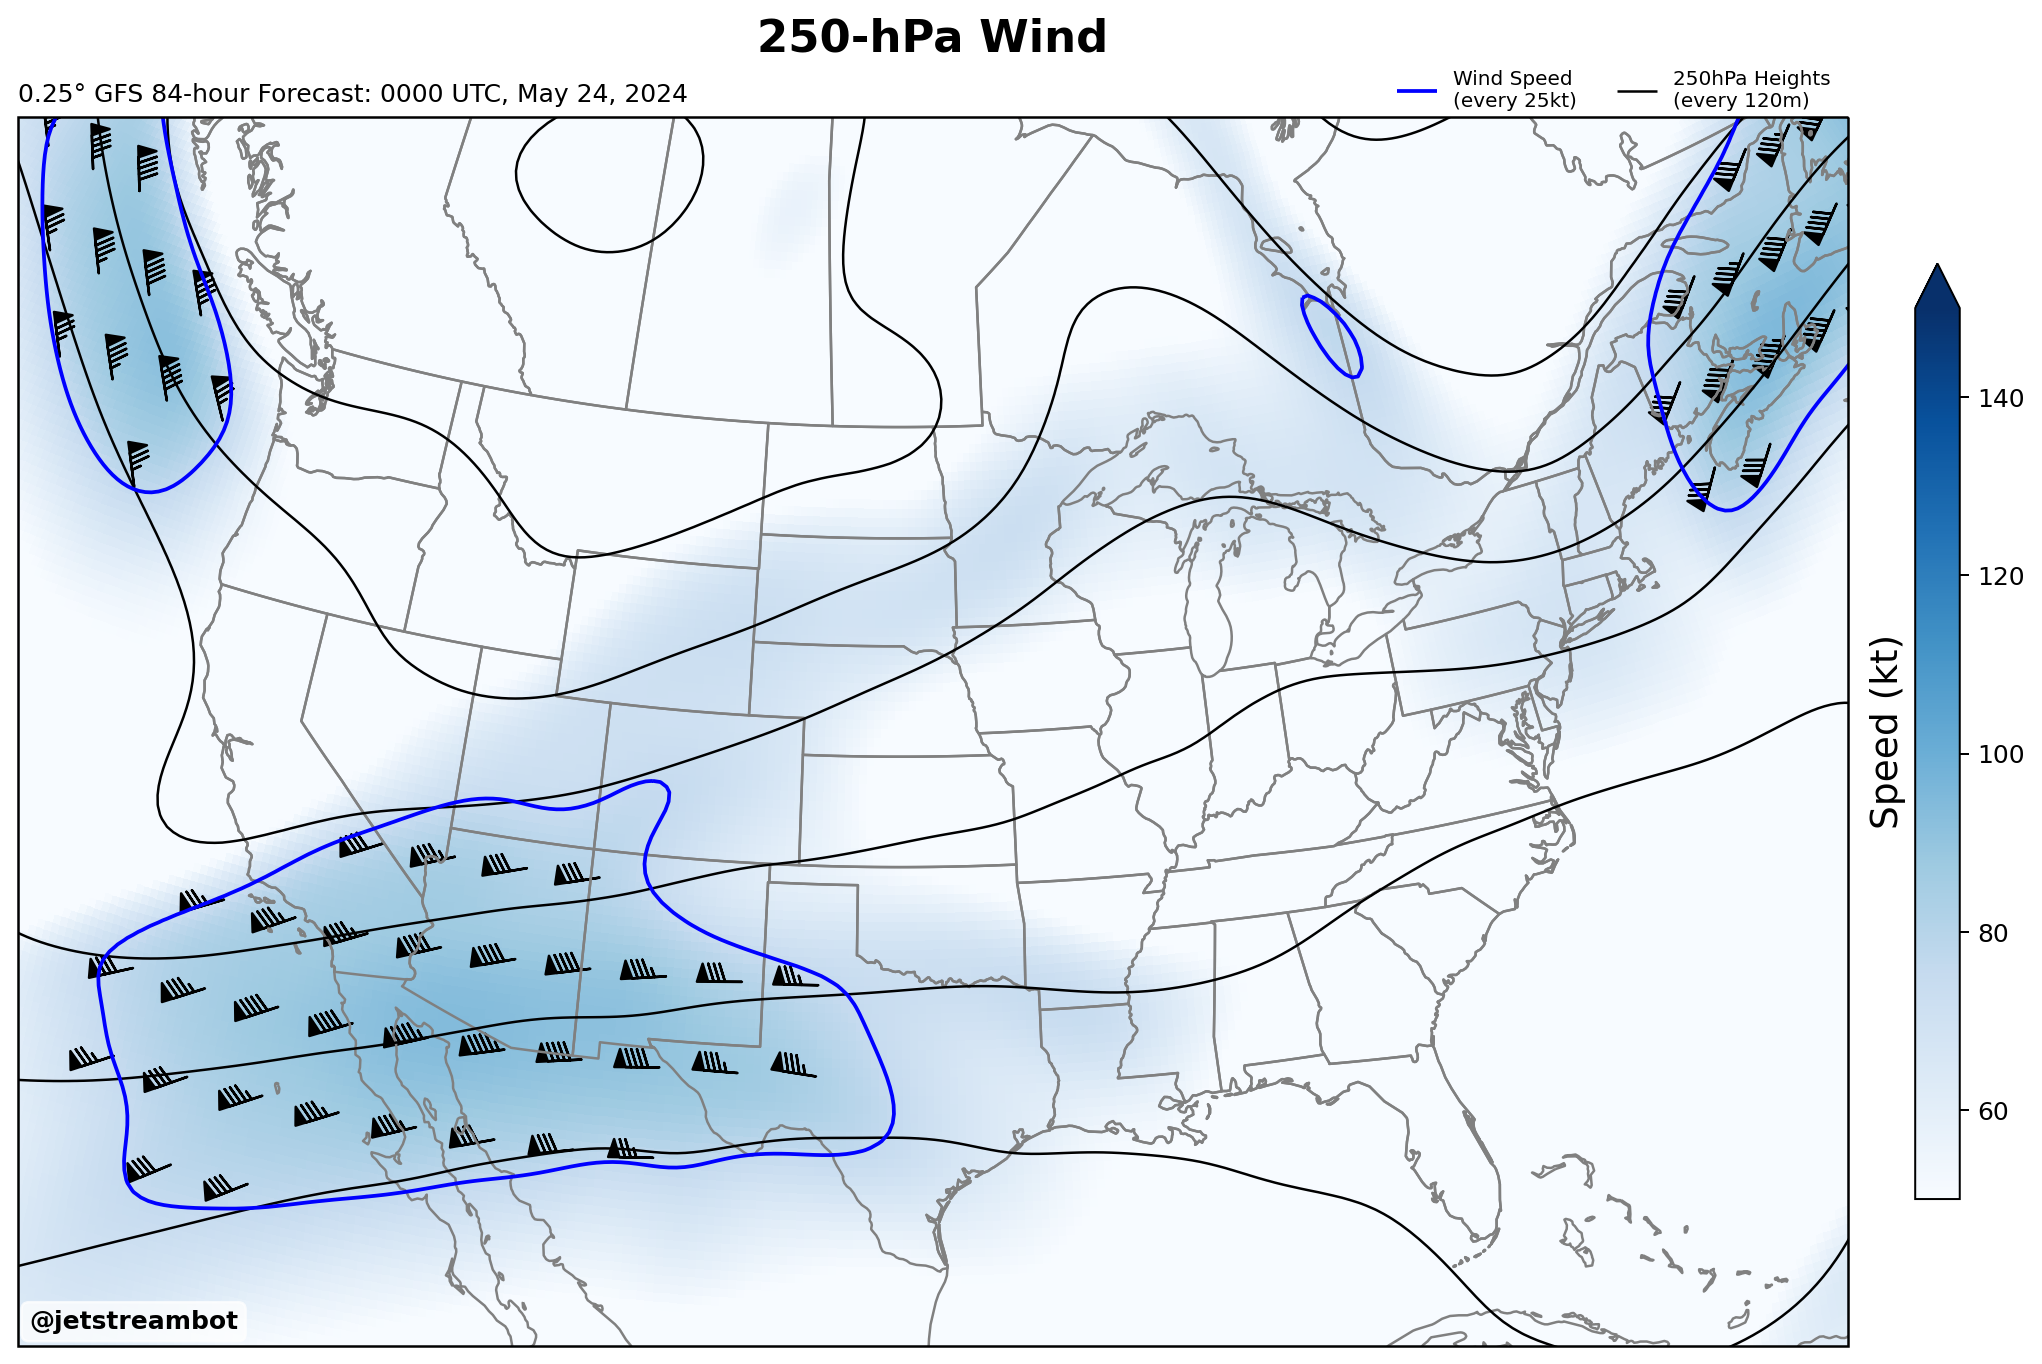 250-hPa Wind
0.25° GFS 84-hour Forecast: 0000 UTC, May 24, 2024
Wind Speed
(every 25kt)
250hPa Heights
(every 120m)
140
120
100
80
60
Speed (kt)
@jetstreambot